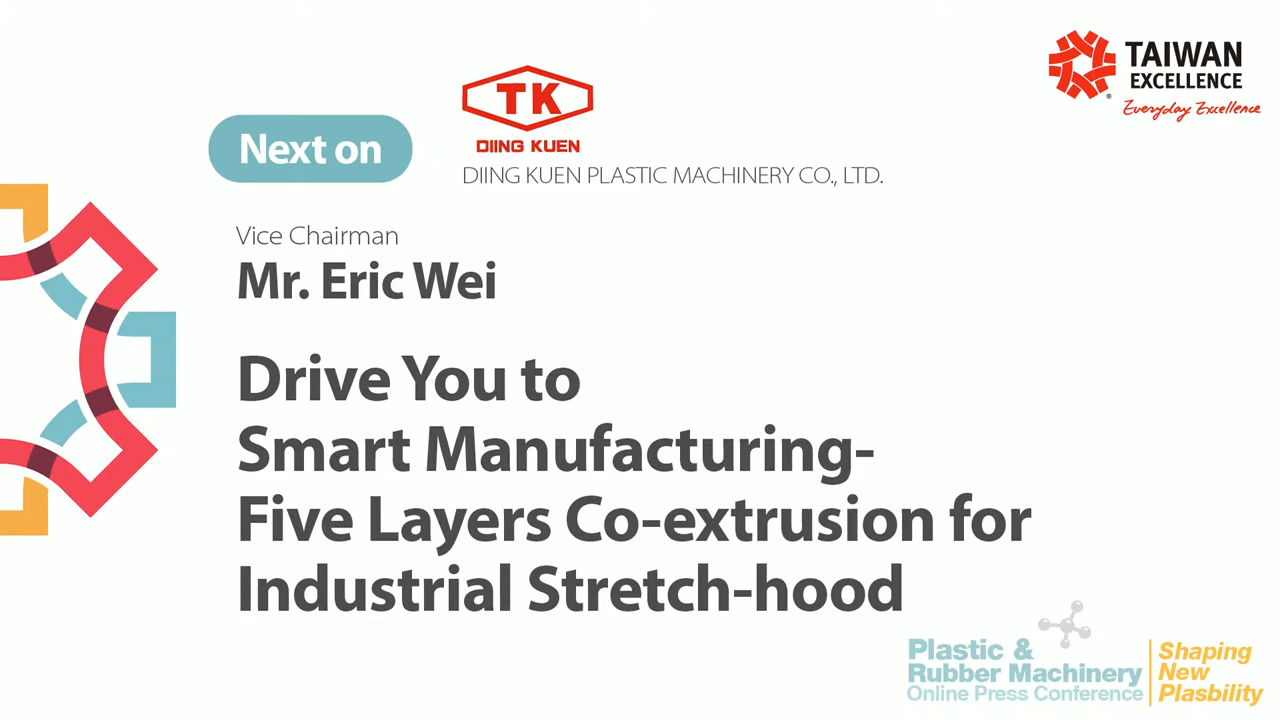 TAIWAN
EXCELLENCE
Everyday Excellence
®
TK
DIING KUEN
Next on
DIING KUEN PLASTIC MACHINERY CO., LTD.
Vice Chairman
Mr. Eric Wei
Drive You to
Smart Manufacturing-
Five Layers Co-extrusion for
Industrial Stretch-hood
Plastic &
Rubber Machinery
Online Press Conference
Shaping
New
Plasbility